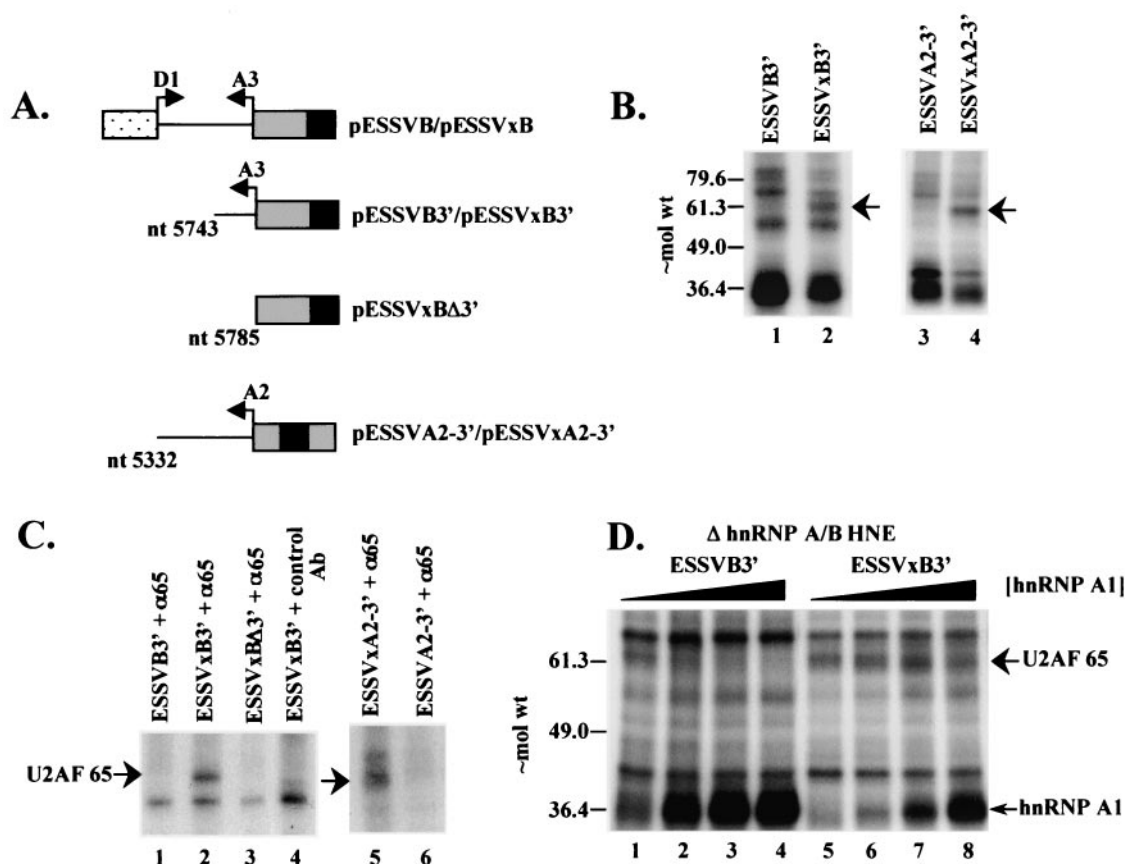 A.
D1
A3
pESSVB/pESSVxB
A3
nt 5743
pESSVB3'/pESSVxB3'
nt 5785
pESSVxBΔ3'
A2
nt 5332
pESSVA2-3'/pESSVxA2-3'
B.
ESSVB3'
ESSVxB3'
ESSVA2-3'
ESSVxA2-3'
~mol wt
79.6
61.3
49.0
36.4
1 2 3 4
C.
ESSVB3' + α65
ESSVxB3' + α65
ESSVxBΔ3' + α65
ESSVxB3' + control
Ab
ESSVxA2-3' + α65
ESSVA2-3' + α65
U2AF 65
1 2 3 4 5 6
D.
Δ hnRNP A/B HNE
ESSVB3' ESSVxB3'
[hnRNP A1]
~mol wt
61.3
49.0
36.4
U2AF 65
hnRNP A1
1 2 3 4 5 6 7 8